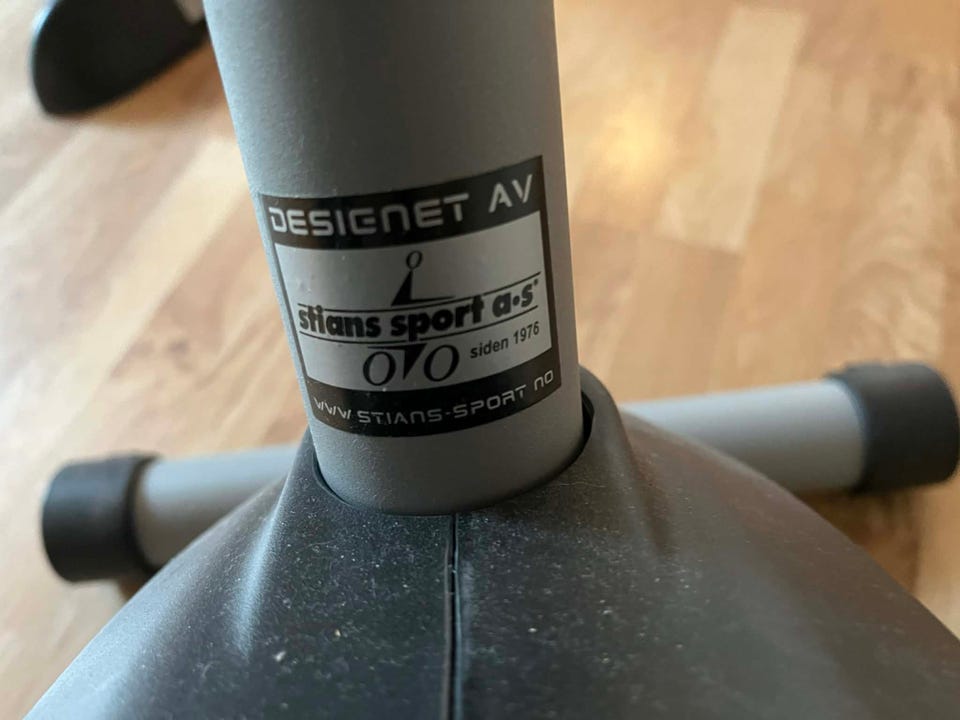 DESIGNET AV
stians sport a•s®
siden 1976
WWW STIANS-SPORT NO